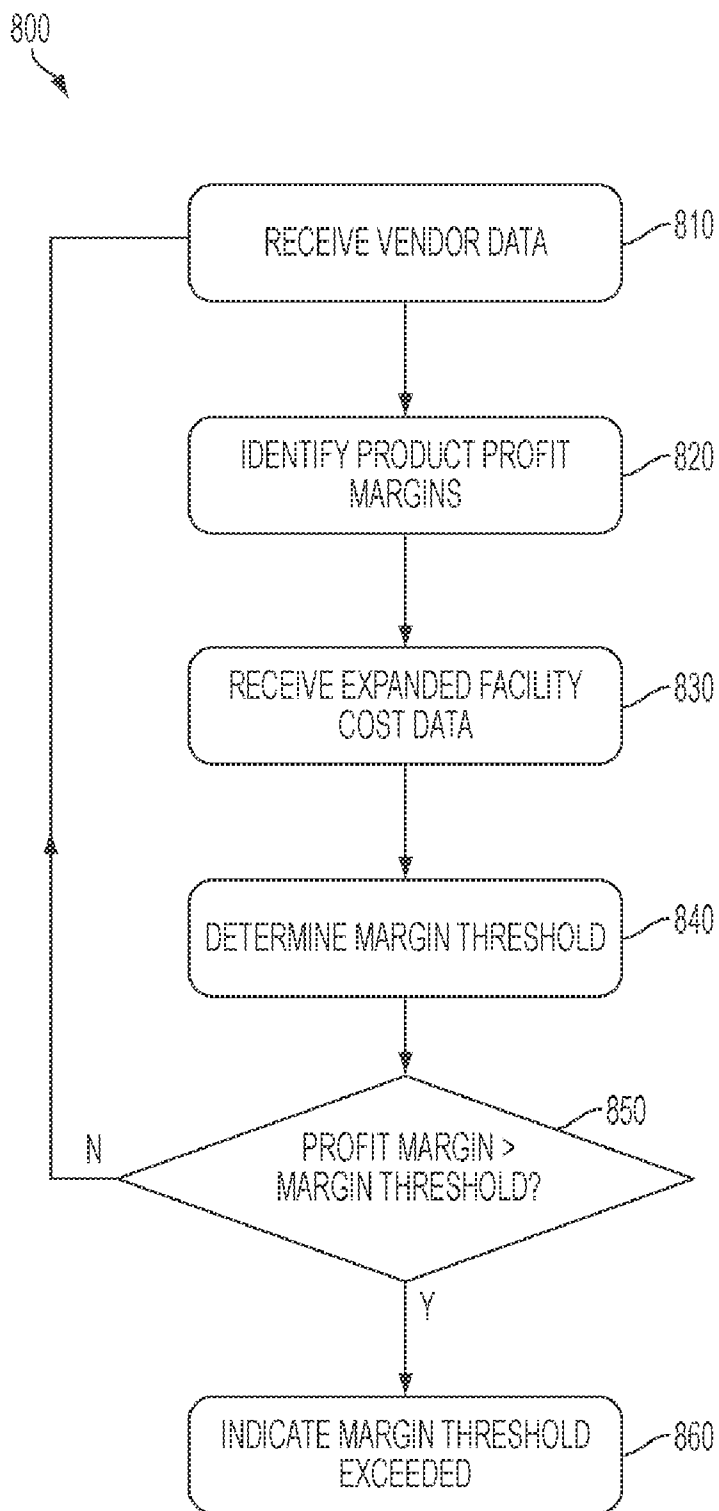 800
RECEIVE VENDOR DATA
810
IDENTIFY PRODUCT PROFIT
MARGINS
820
RECEIVE EXPANDED FACILITY
COST DATA
830
DETERMINE MARGIN THRESHOLD
840
PROFIT MARGIN >
MARGIN THRESHOLD?
850
N
Y
INDICATE MARGIN THRESHOLD
EXCEEDED
860